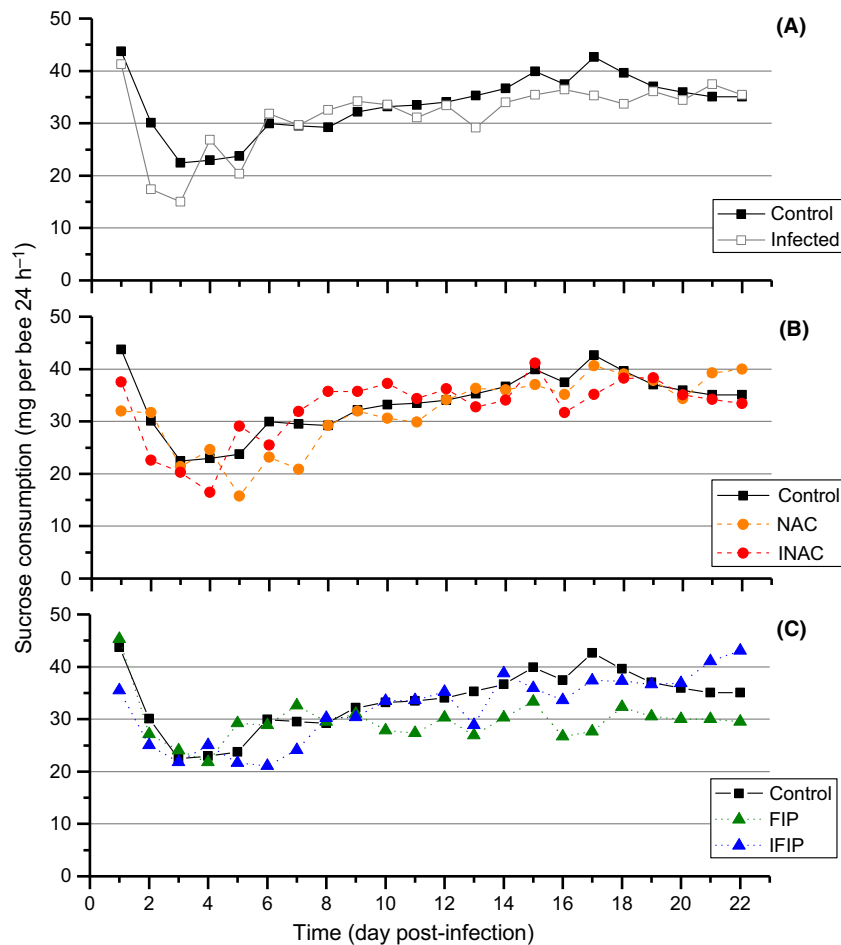 (A)
50
40
30
20
10
0
Control
Infected
(B)
50
40
30
20
10
0
Control
NAC
INAC
(C)
50
40
30
20
10
0
Control
FIP
IFIP
0 2 4 6 8 10 12 14 16 18 20 22
Time (day post-infection)
Sucrose consumption (mg per bee 24 h⁻¹)